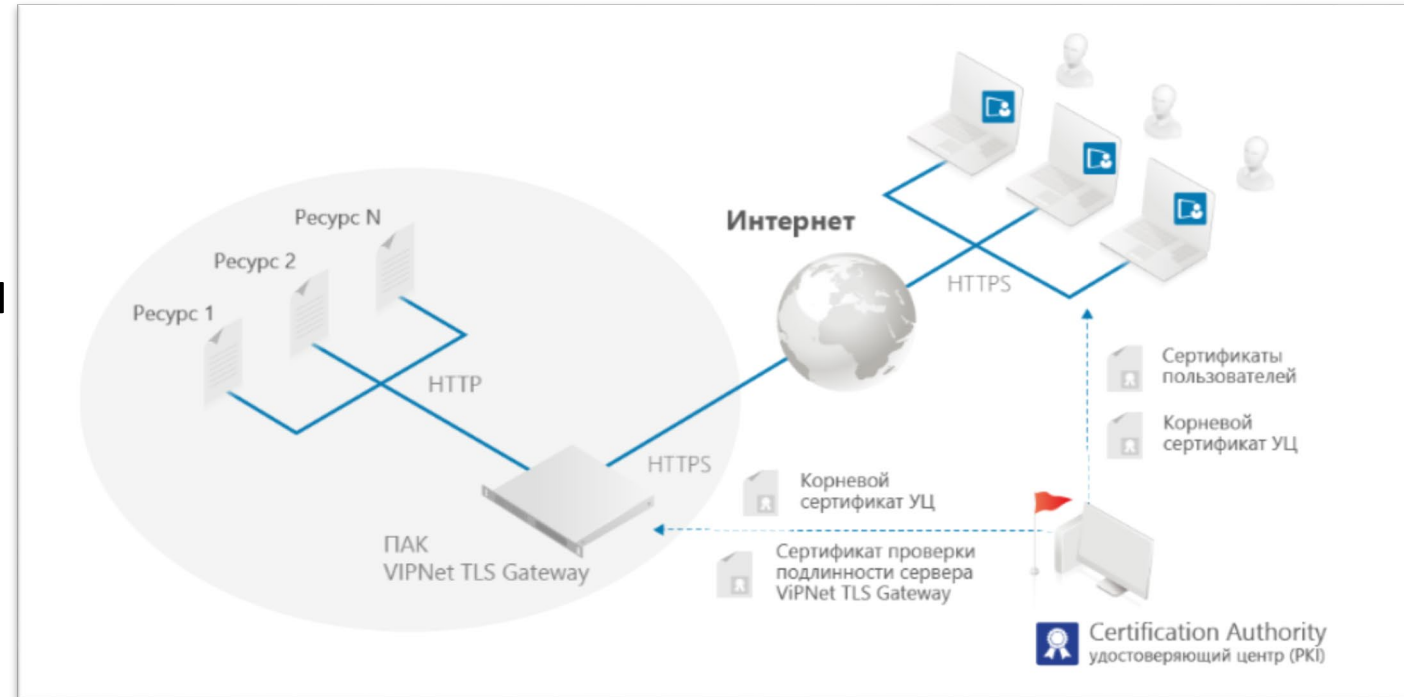 Ресурс N
Ресурс 2
Ресурс 1
HTTP
Интернет
HTTPS
HTTPS
ПАК
VIPNet TLS Gateway
Корневой
сертификат УЦ
Сертификат проверки
подлинности сервера
ViPNet TLS Gateway
Сертификаты
пользователей
Корневой
сертификат УЦ
Certification Authority
удостоверяющий центр (PKI)